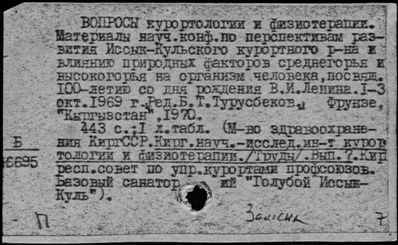 ВОПРОСЫ курортологии и физиотерапии.
Материалы науч.конф.по перспективам раз-
вития Иссык-Кульского курортного р-на и
влиянию природных факторов среднегорья и
высокогорья на организм человека,посвящ.
100-летию со дня рождения В.И.Ленина.1-3
окт.1969 г.Ред.Б.Т.Турусбеков, Фрунзе,
"Кыргызстан",1970.
443 с.;1 л.табл. (М-во здравоохране-
ния КиргССР.Кирг.науч.-исслед.ин-т курор
тологии и физиотерапии./Труды/.Вып.7.Кирг
респ.совет по упр.курортами профсоюзов.
Базовый санатор ий "Голубой Иссык-
Куль").
Б
6695
П
7